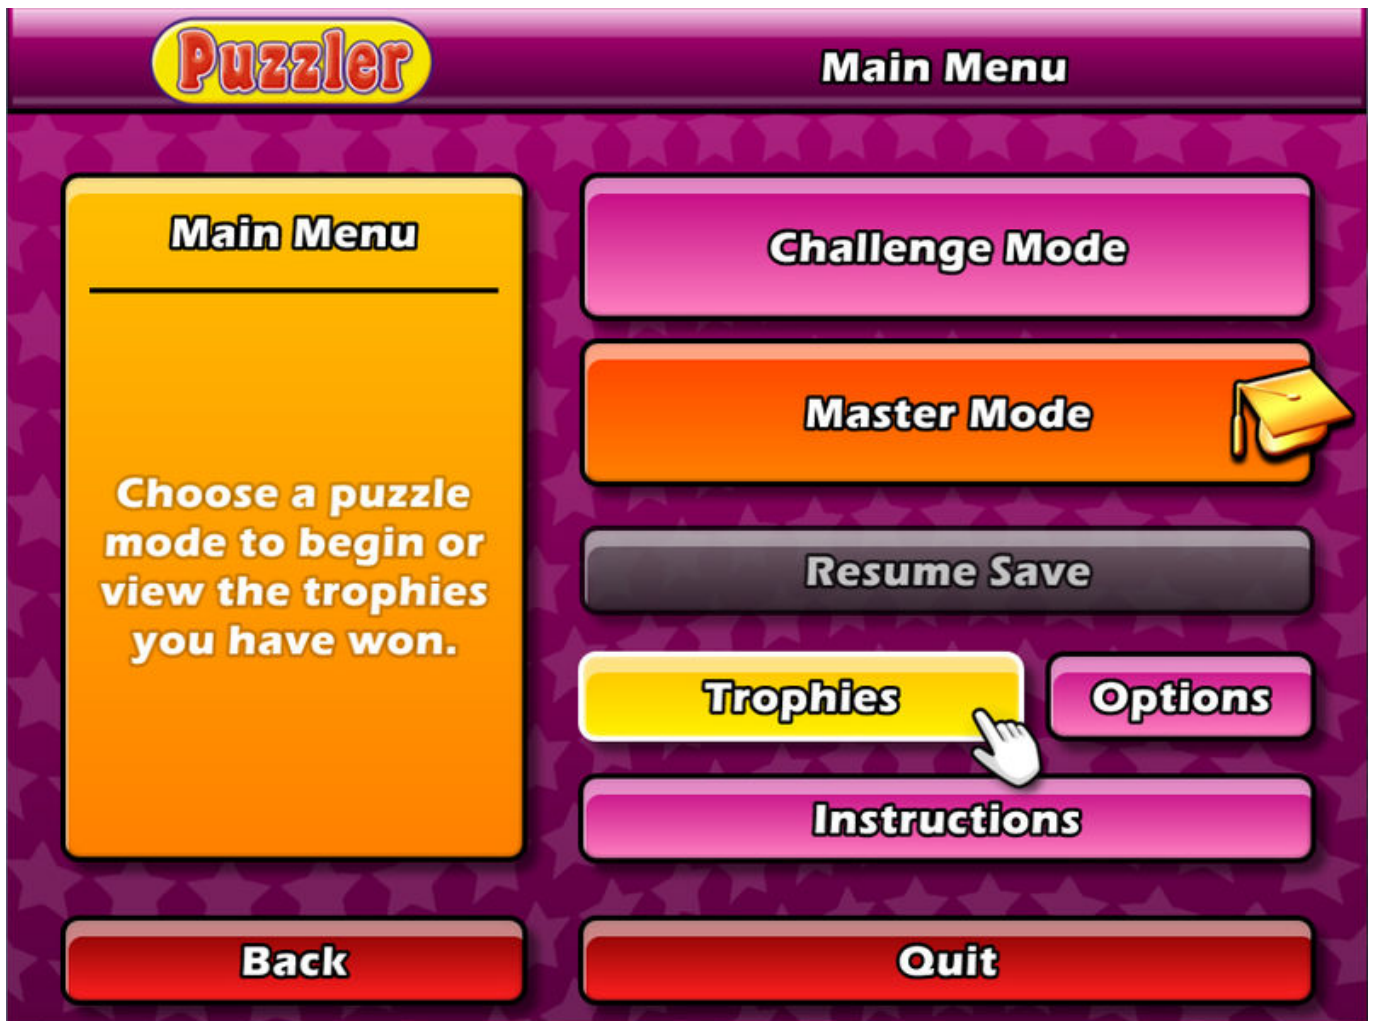 Puzzler
Main Menu
Main Menu
Choose a puzzle
mode to begin or
view the trophies
you have won.
Challenge Mode
Master Mode
Resume Save
Trophies
Options
Instructions
Back
Quit